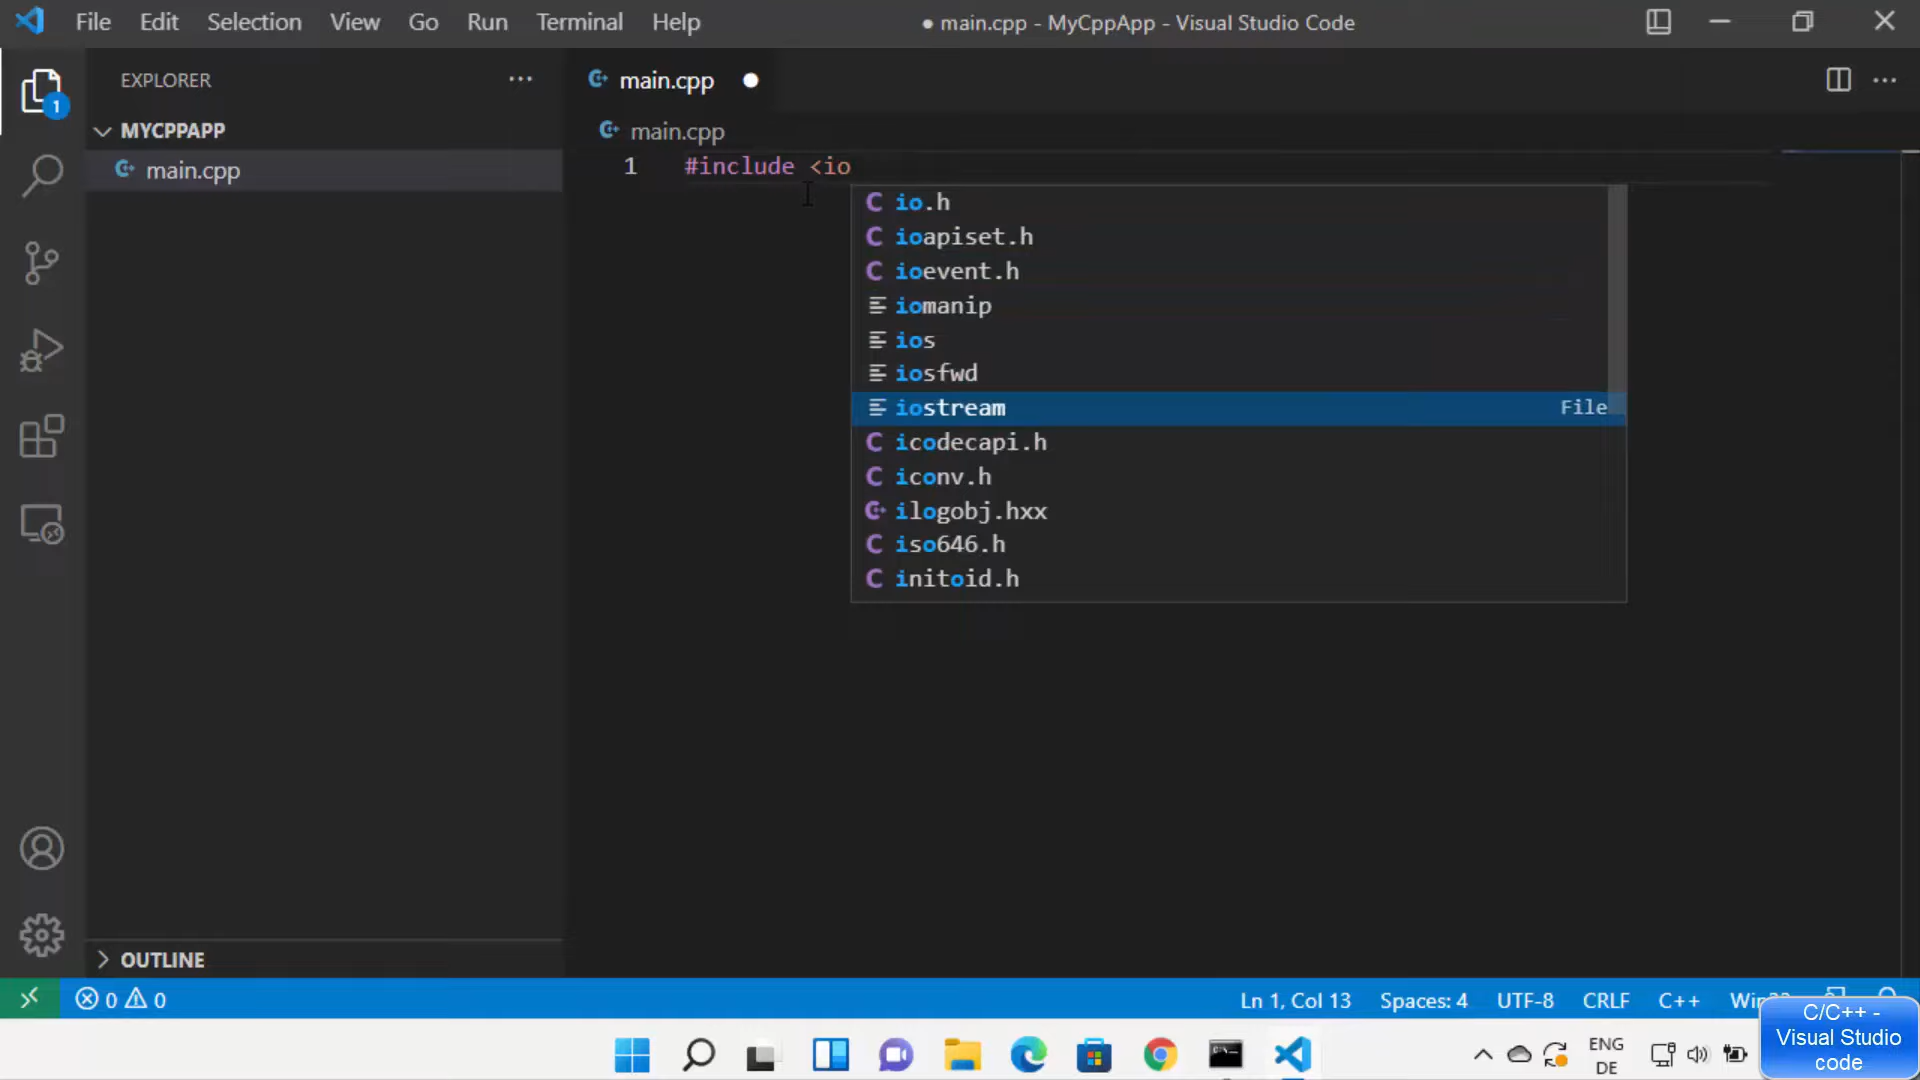 File Edit Selection View Go Run Terminal Help
● main.cpp - MyCppApp - Visual Studio Code
1
EXPLORER
MYCPPAPP
main.cpp
OUTLINE
main.cpp
main.cpp
1 #include <io
io.h
ioapiset.h
ioevent.h
iomanip
ios
iosfwd
iostream File
icodecapi.h
iconv.h
ilogobj.hxx
iso646.h
initoid.h
0 0
Ln 1, Col 13 Spaces: 4 UTF-8 CRLF C++
ENG
DE
C/C++ -
Visual Studio
code